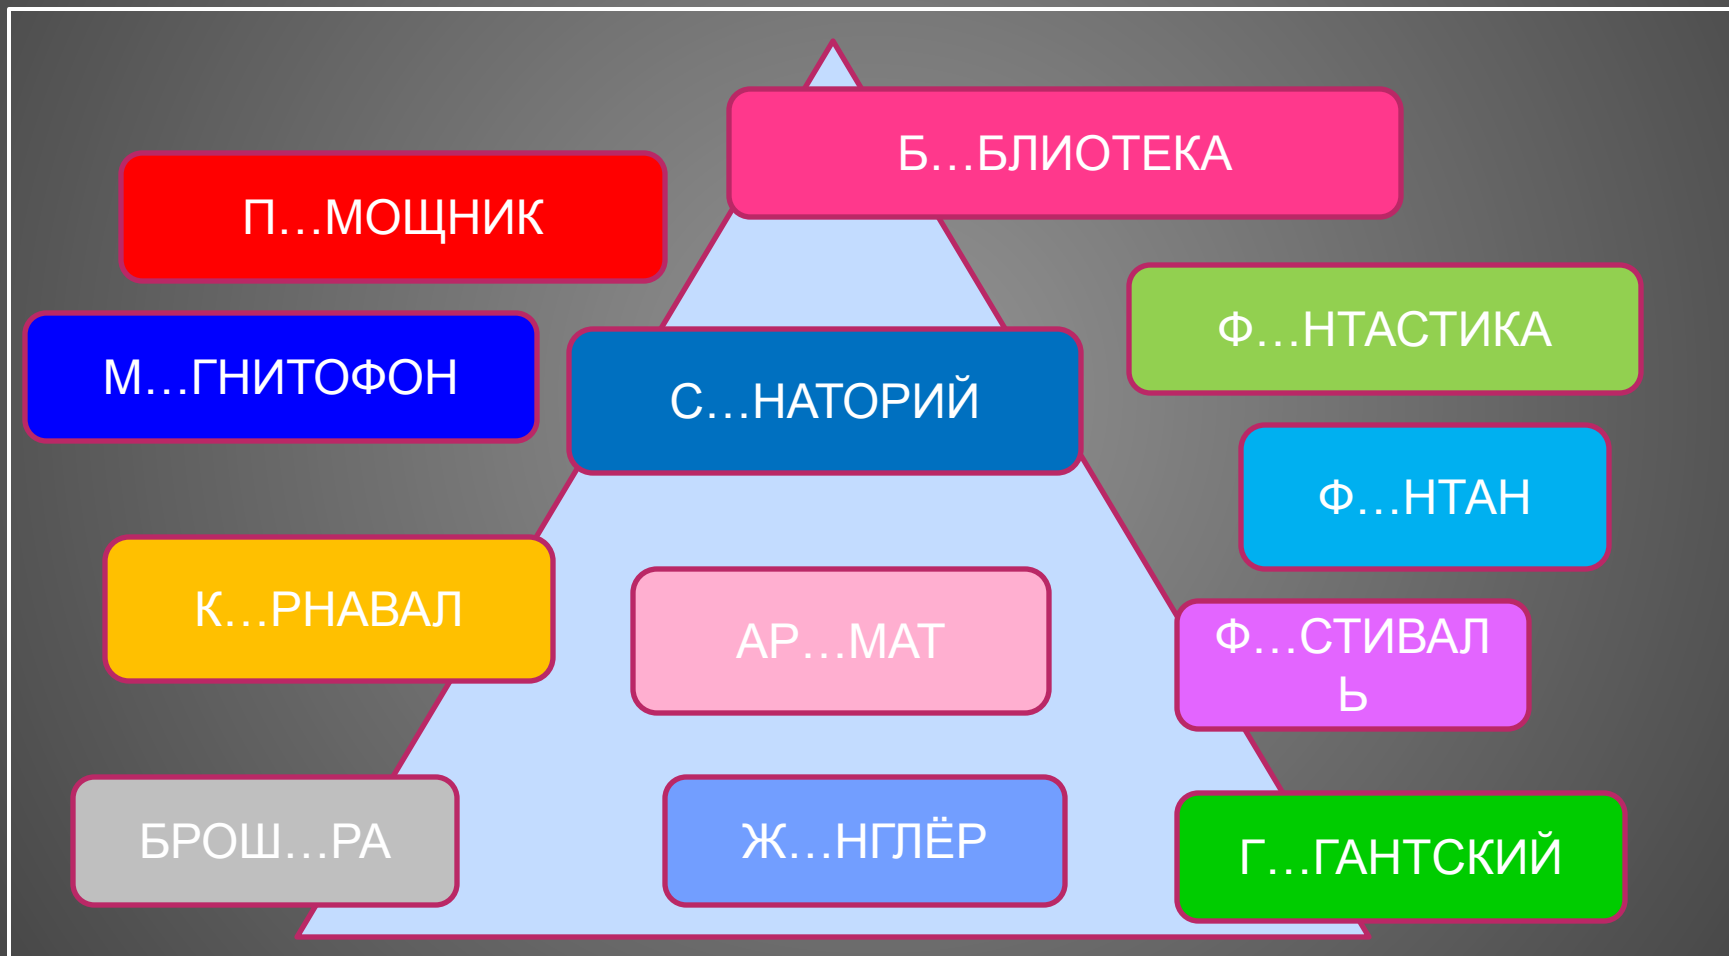 Б…БЛИОТЕКА
П…МОЩНИК
Ф…НТАСТИКА
М…ГНИТОФОН
С…НАТОРИЙ
Ф…НТАН
К…РНАВАЛ
АР…МАТ
Ф…СТИВАЛ
Ь
БРОШ…РА
Ж…НГЛЁР
Г…ГАНТСКИЙ